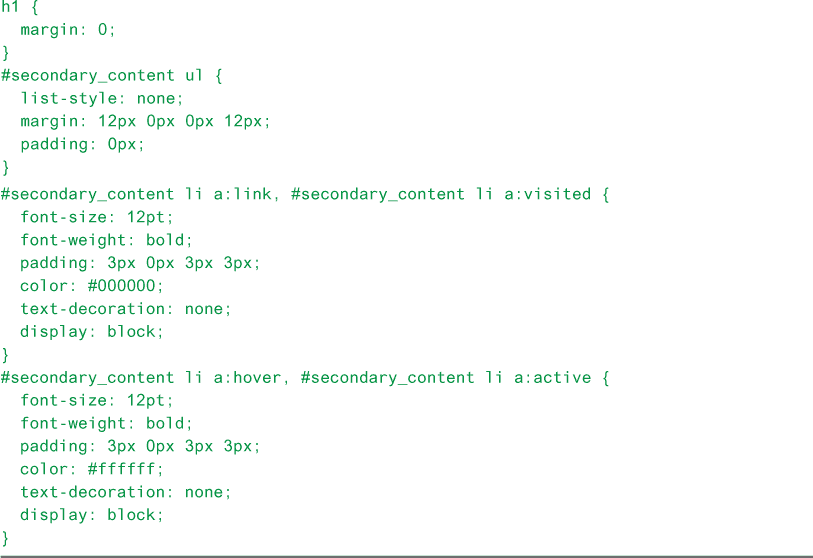 h1 {
  margin: 0;
}
#secondary_content ul {
  list-style: none;
  margin: 12px 0px 0px 12px;
  padding: 0px;
}
#secondary_content li a:link, #secondary_content li a:visited {
  font-size: 12pt;
  font-weight: bold;
  padding: 3px 0px 3px 3px;
  color: #000000;
  text-decoration: none;
  display: block;
}
#secondary_content li a:hover, #secondary_content li a:active {
  font-size: 12pt;
  font-weight: bold;
  padding: 3px 0px 3px 3px;
  color: #ffffff;
  text-decoration: none;
  display: block;
}